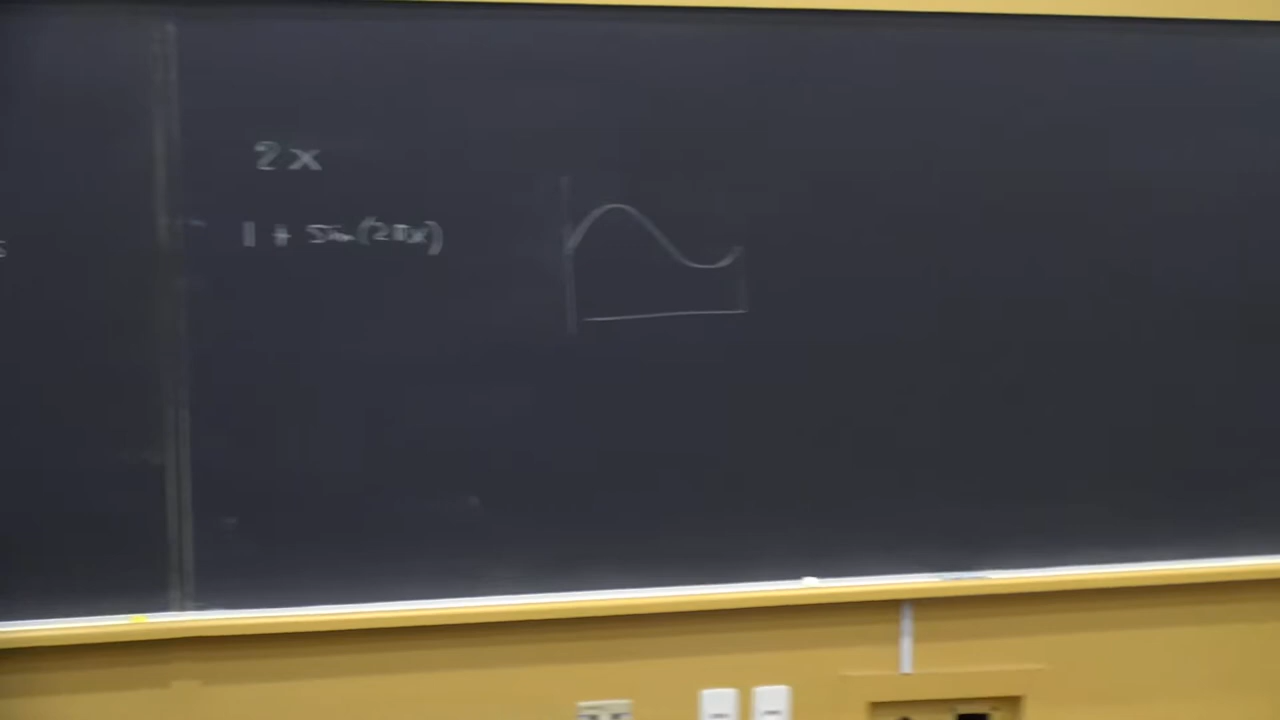 2x
1 + Sin(2πx)